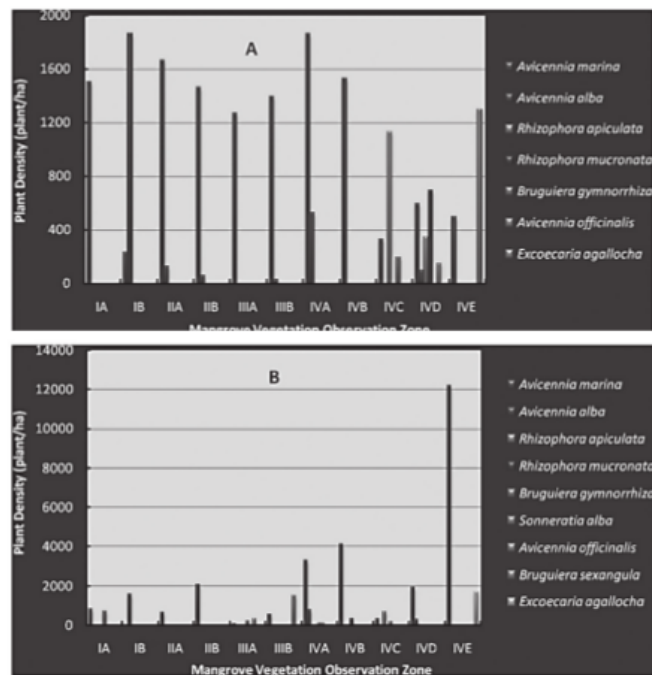 A
Plant Density (plant/ha)
2000
1600
1200
800
400
0
IA IB IIA IIB IIIA IIIB IVA IVB IVC IVD IVE
Mangrove Vegetation Observation Zone
Avicennia marina
Avicennia alba
Rhizophora apiculata
Rhizophora mucronata
Bruguiera gymnorrhiza
Avicennia officinalis
Excoecaria agallocha
B
Plant Density (plant/ha)
14000
12000
10000
8000
6000
4000
2000
0
IA IB IIA IIB IIIA IIIB IVA IVB IVC IVD IVE
Mangrove Vegetation Observation Zone
Avicennia marina
Avicennia alba
Rhizophora apiculata
Rhizophora mucronata
Bruguiera gymnorrhiza
Sonneratia alba
Avicennia officinalis
Bruguiera sexangula
Excoecaria agallocha